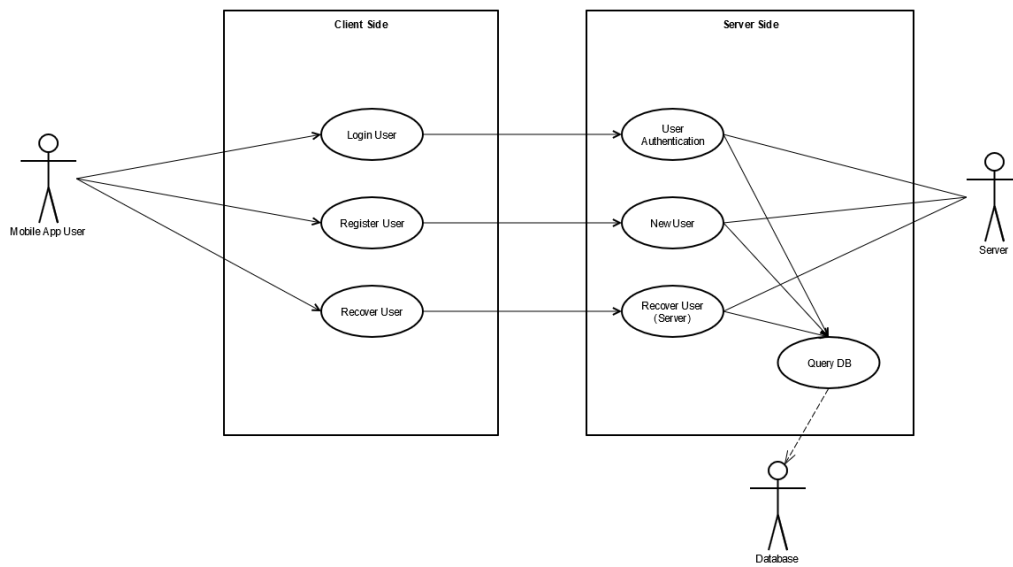 Client Side
Server Side
Login User
User
Authentication
Mobile App User
Register User
New User
Server
Recover User
Recover User
(Server)
Query DB
Database